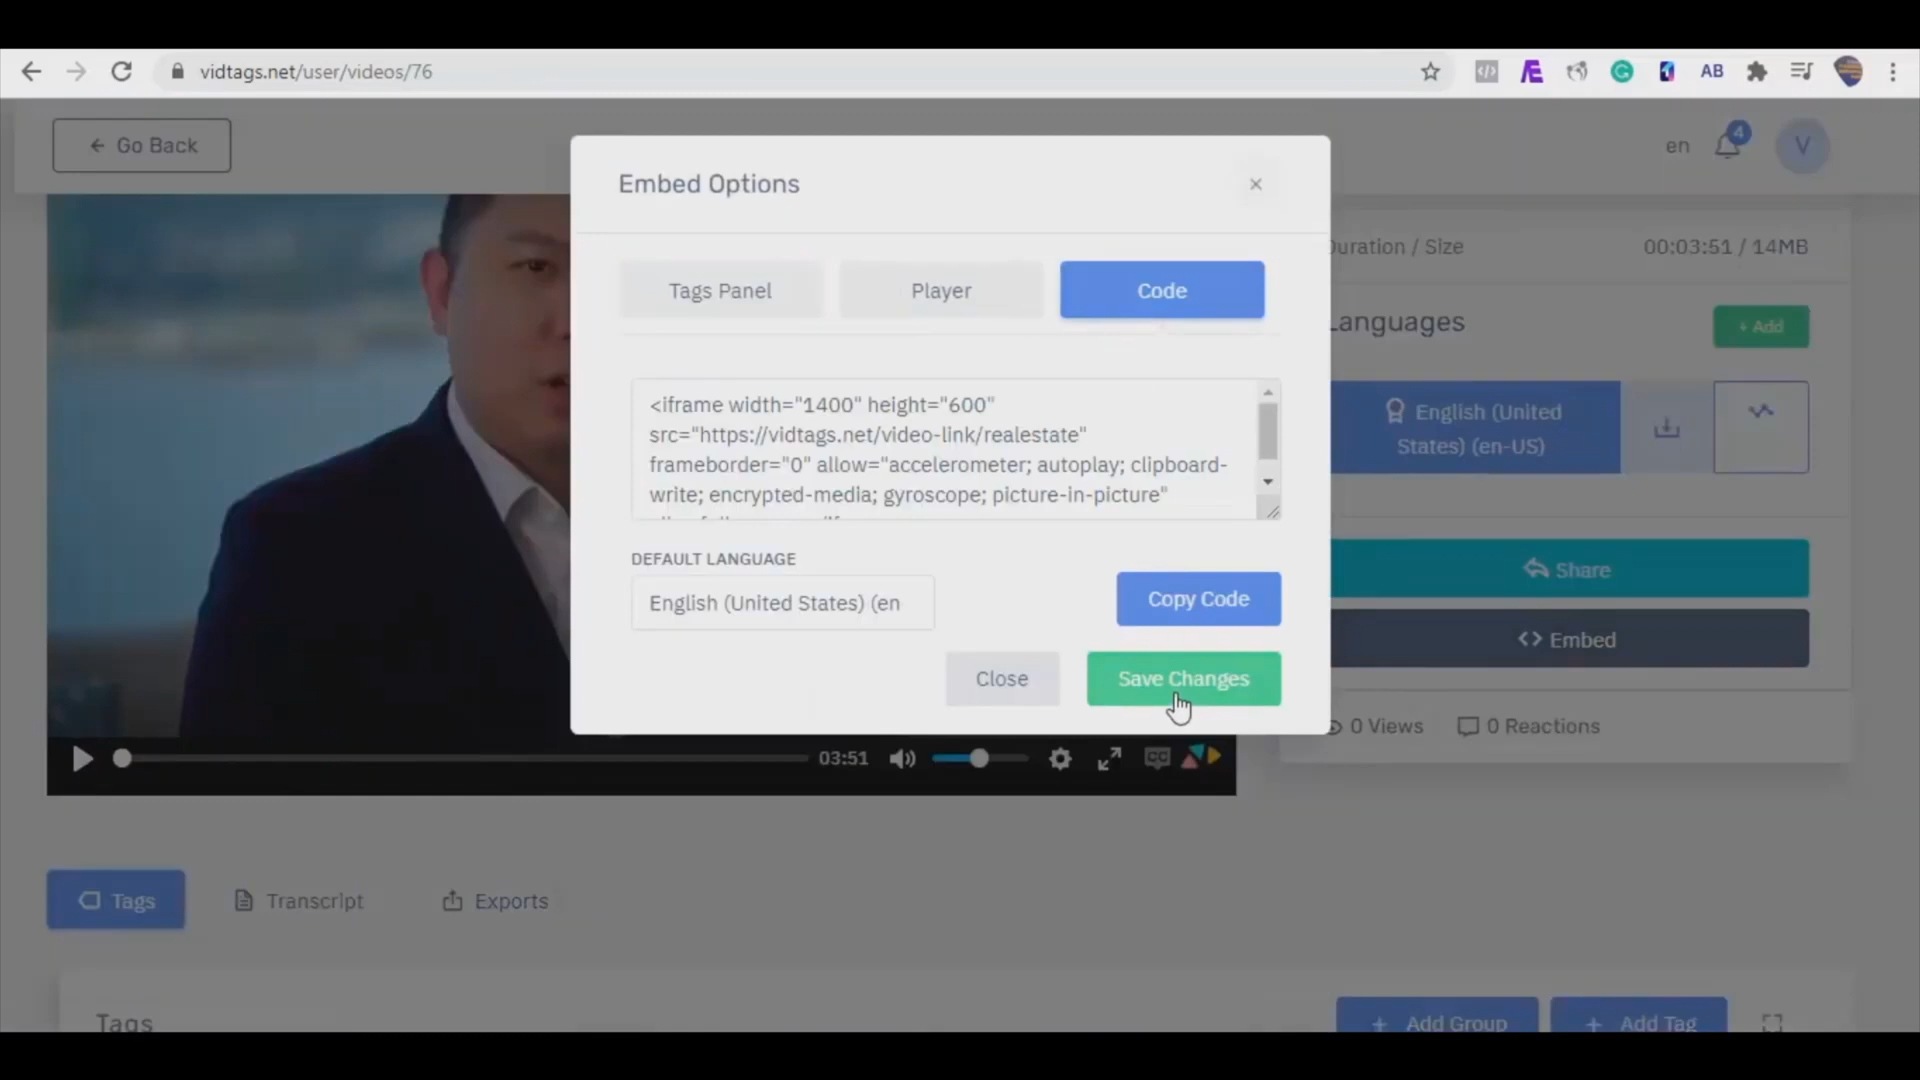 vidtags.net/user/videos/76
AB
Go Back
en
4
V
Embed Options
Duration / Size
00:03:51 / 14MB
Tags Panel
Player
Code
Languages
+ Add
<iframe width="1400" height="600"
src="https://vidtags.net/video-link/realestate"
frameborder="0" allow="accelerometer; autoplay; clipboard-
write; encrypted-media; gyroscope; picture-in-picture"
English (United
States) (en-US)
DEFAULT LANGUAGE
English (United States) (en
Copy Code
Share
<> Embed
Close
Save Changes
0 Views
0 Reactions
03:51
CC
Tags
Transcript
Exports
Tags
+ Add Group
+ Add Tag